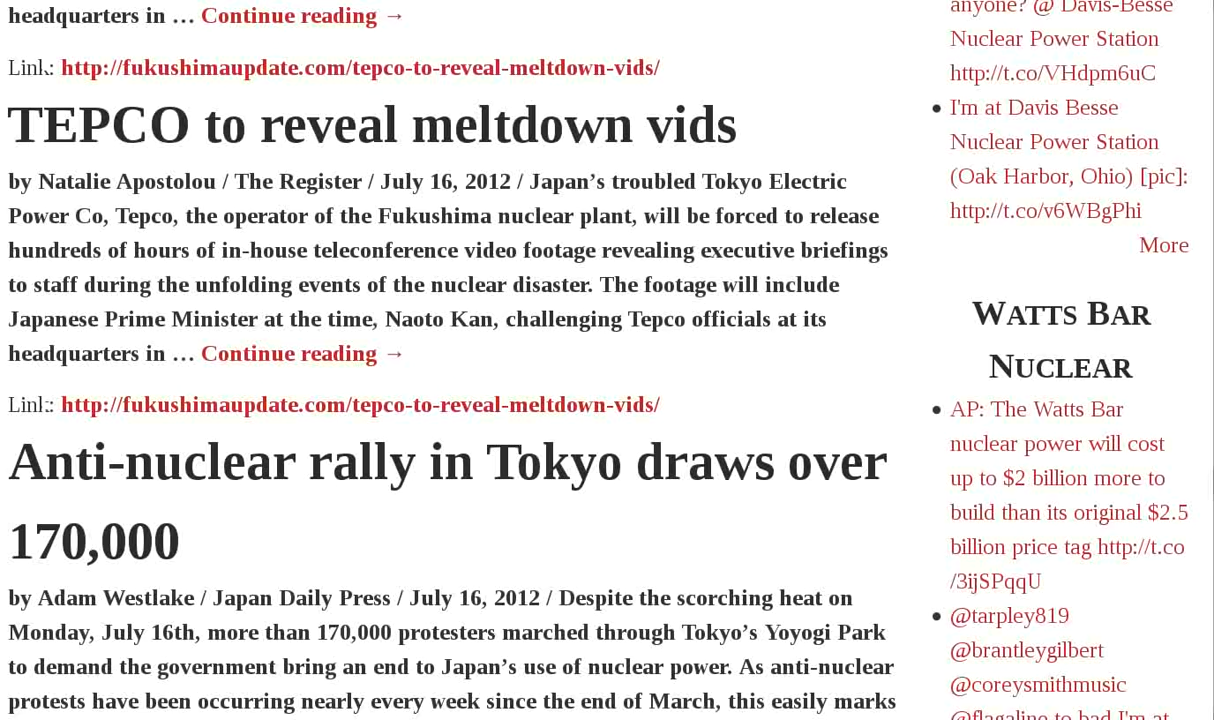 headquarters in … Continue reading →
Link: http://fukushimaupdate.com/tepco-to-reveal-meltdown-vids/
TEPCO to reveal meltdown vids
by Natalie Apostolou / The Register / July 16, 2012 / Japan’s troubled Tokyo Electric
Power Co, Tepco, the operator of the Fukushima nuclear plant, will be forced to release
hundreds of hours of in-house teleconference video footage revealing executive briefings
to staff during the unfolding events of the nuclear disaster. The footage will include
Japanese Prime Minister at the time, Naoto Kan, challenging Tepco officials at its
headquarters in … Continue reading →
Link: http://fukushimaupdate.com/tepco-to-reveal-meltdown-vids/
Anti-nuclear rally in Tokyo draws over
170,000
by Adam Westlake / Japan Daily Press / July 16, 2012 / Despite the scorching heat on
Monday, July 16th, more than 170,000 protesters marched through Tokyo’s Yoyogi Park
to demand the government bring an end to Japan’s use of nuclear power. As anti-nuclear
protests have been occurring nearly every week since the end of March, this easily marks
anyone? @ Davis-Besse
Nuclear Power Station
http://t.co/VHdpm6uC
I'm at Davis Besse
Nuclear Power Station
(Oak Harbor, Ohio) [pic]:
http://t.co/v6WBgPhi
More
Watts Bar
Nuclear
AP: The Watts Bar
nuclear power will cost
up to $2 billion more to
build than its original $2.5
billion price tag http://t.co
/3ijSPqqU
@tarpley819
@brantleygilbert
@coreysmithmusic
@flagaline to bad I'm at